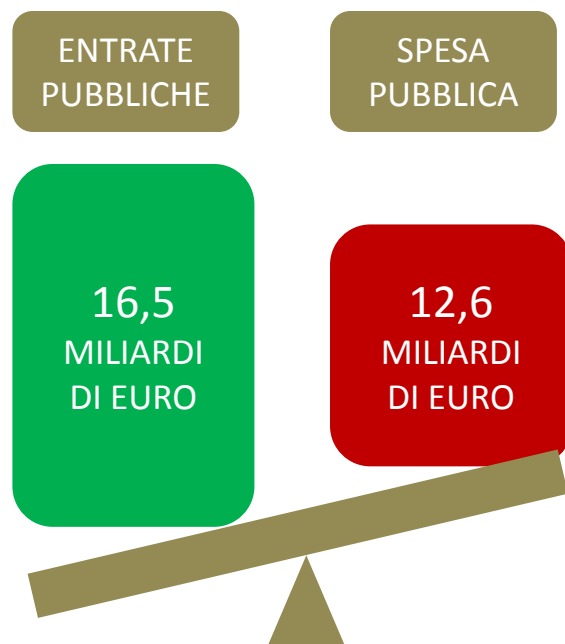 ENTRATE
PUBBLICHE
SPESA
PUBBLICA
16,5
MILIARDI
DI EURO
12,6
MILIARDI
DI EURO